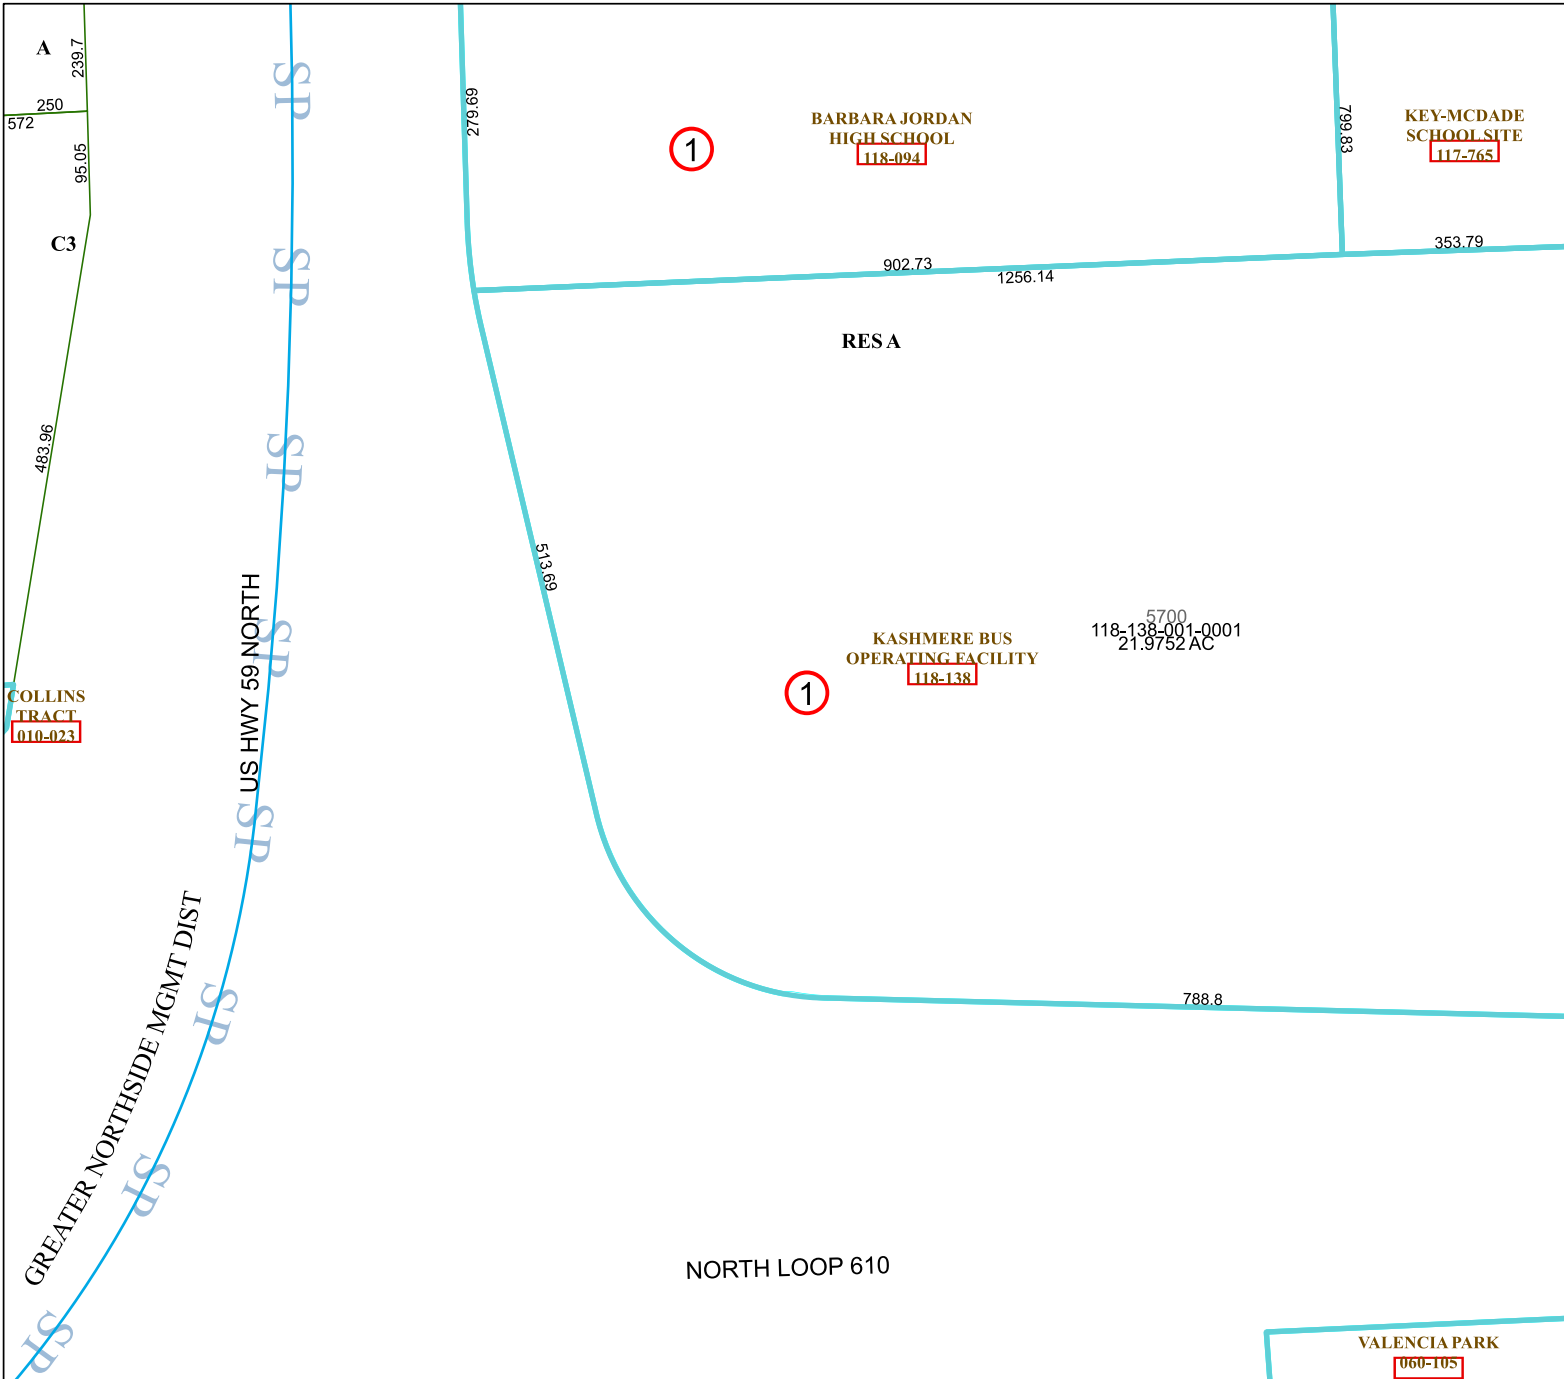 A
239.7
250
572
95.05
C3
483.96
COLLINS
TRACT
010-023
SP
SP
SP
SP
SP
SP
SP
SP
US HWY 59 NORTH
GREATER NORTHSIDE MGMT DIST
279.69
1
BARBARA JORDAN
HIGH SCHOOL
118-094
799.83
KEY-MCDADE
SCHOOL SITE
117-765
902.73
1256.14
353.79
RES A
513.69
5700
118-138-001-0001
21.9752 AC
KASHMERE BUS
OPERATING FACILITY
118-138
1
788.8
NORTH LOOP 610
VALENCIA PARK
060-105